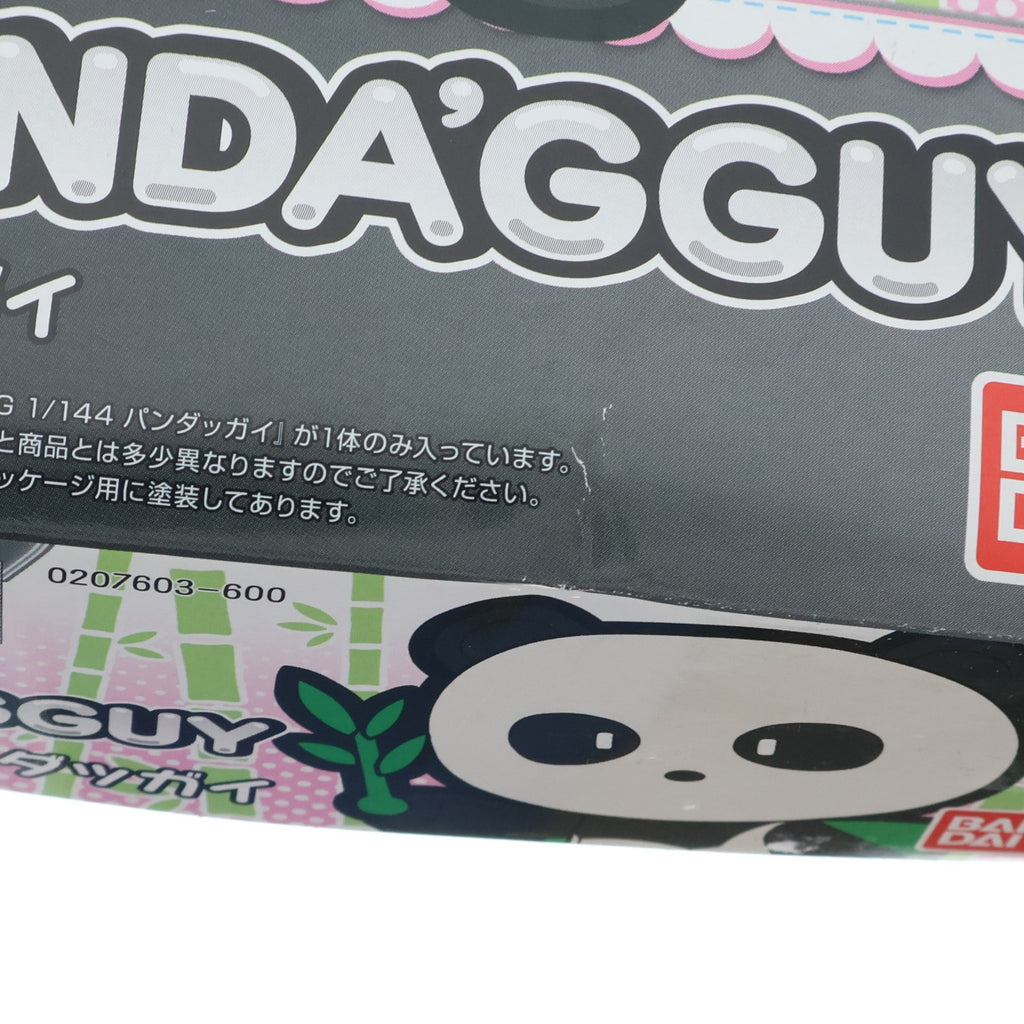 NDA'GGUY
ガイ
G 1/144 パンダッガイ』が1体のみ入っています。
と商品とは多少異なりますのでご了承ください。
ッケージ用に塗装してあります。
0207603-600
GGUY
ダッガイ
BAN
DAI